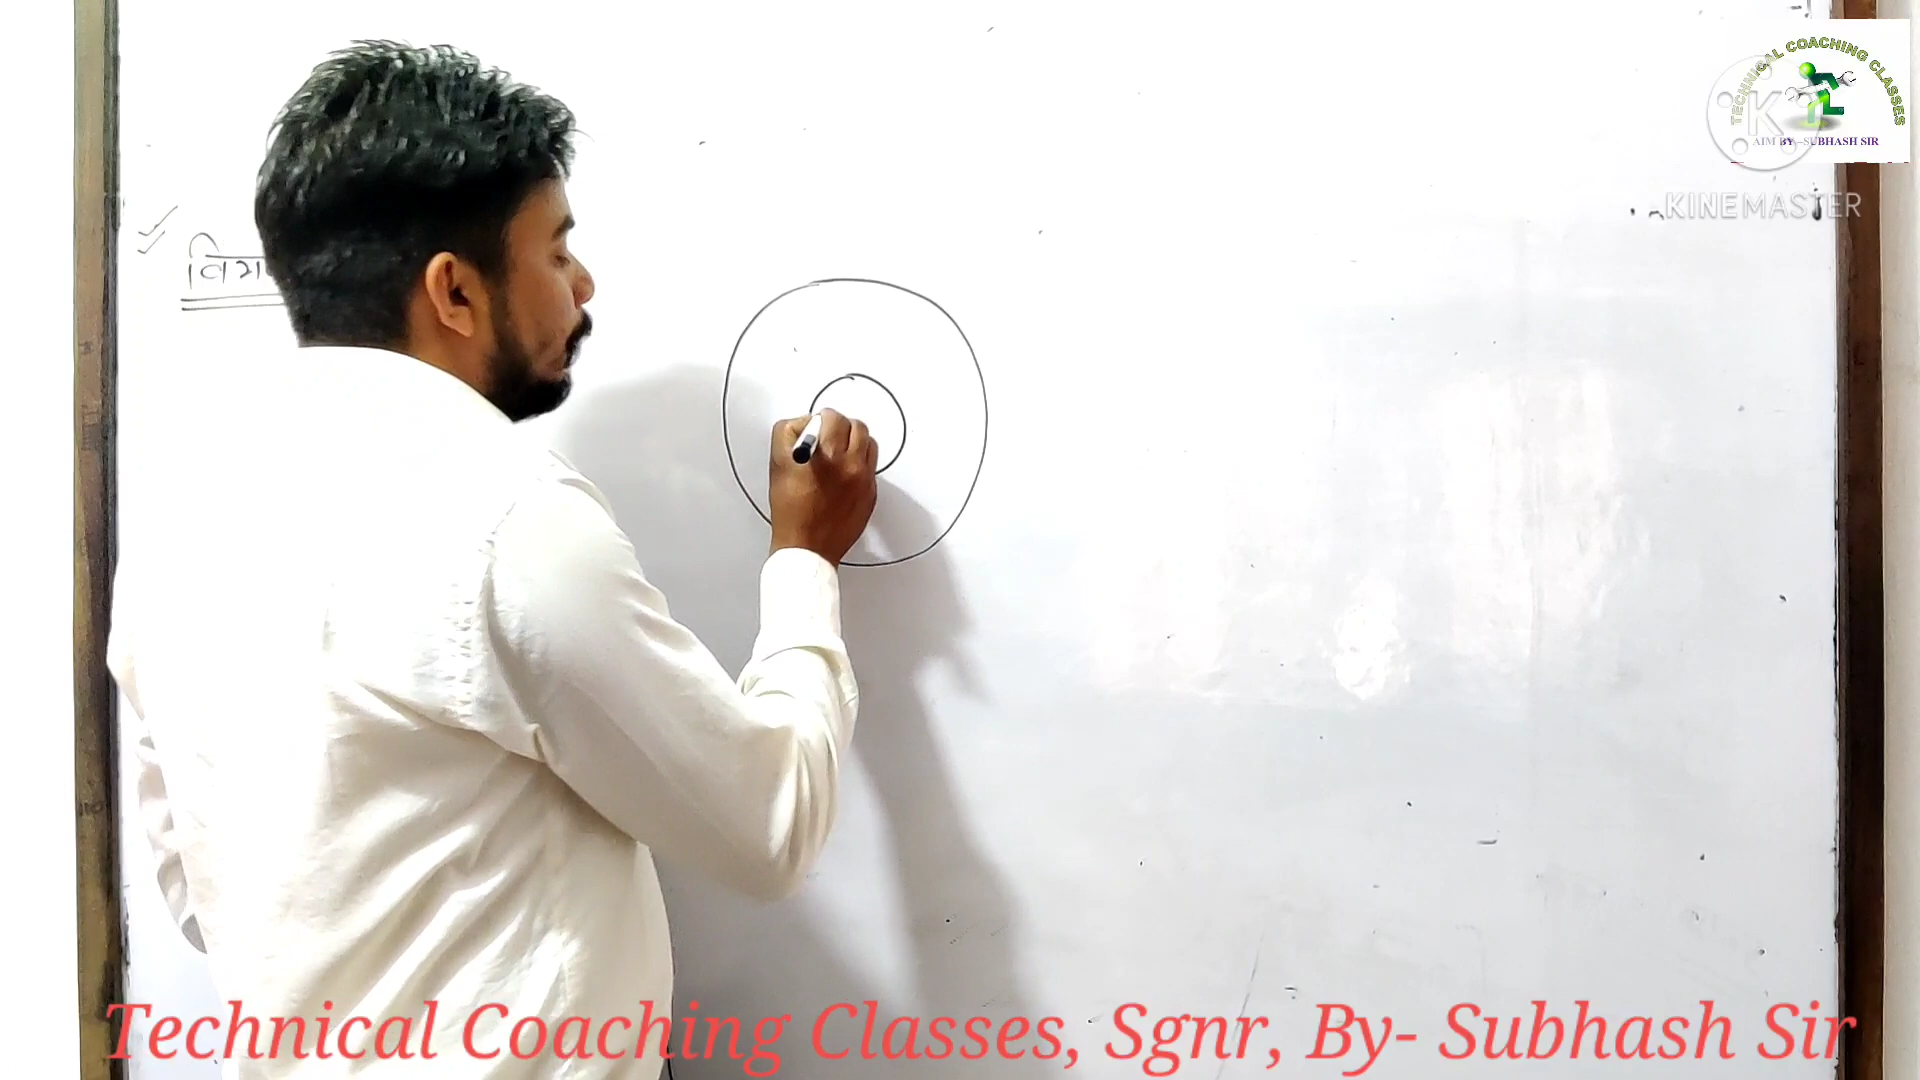 TECHNICAL COACHING CLASSES
AIM BY - SUBHASH SIR
KINEMASTER
Technical Coaching Classes, Sgnr, By- Subhash Sir